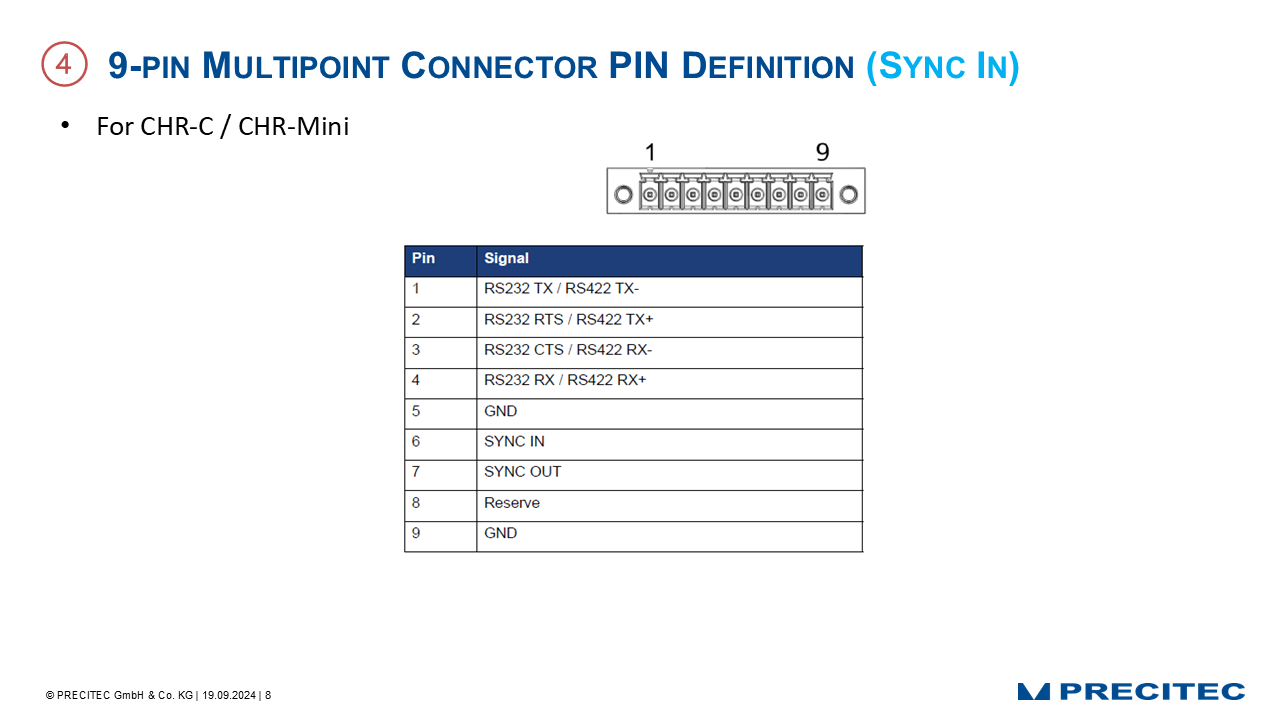 4 9-PIN MULTIPOINT CONNECTOR PIN DEFINITION (SYNC IN)
• For CHR-C / CHR-Mini
1 9
Pin Signal
1 RS232 TX / RS422 TX-
2 RS232 RTS / RS422 TX+
3 RS232 CTS / RS422 RX-
4 RS232 RX / RS422 RX+
5 GND
6 SYNC IN
7 SYNC OUT
8 Reserve
9 GND
© PRECITEC GmbH & Co. KG | 19.09.2024 | 8
PRECITEC